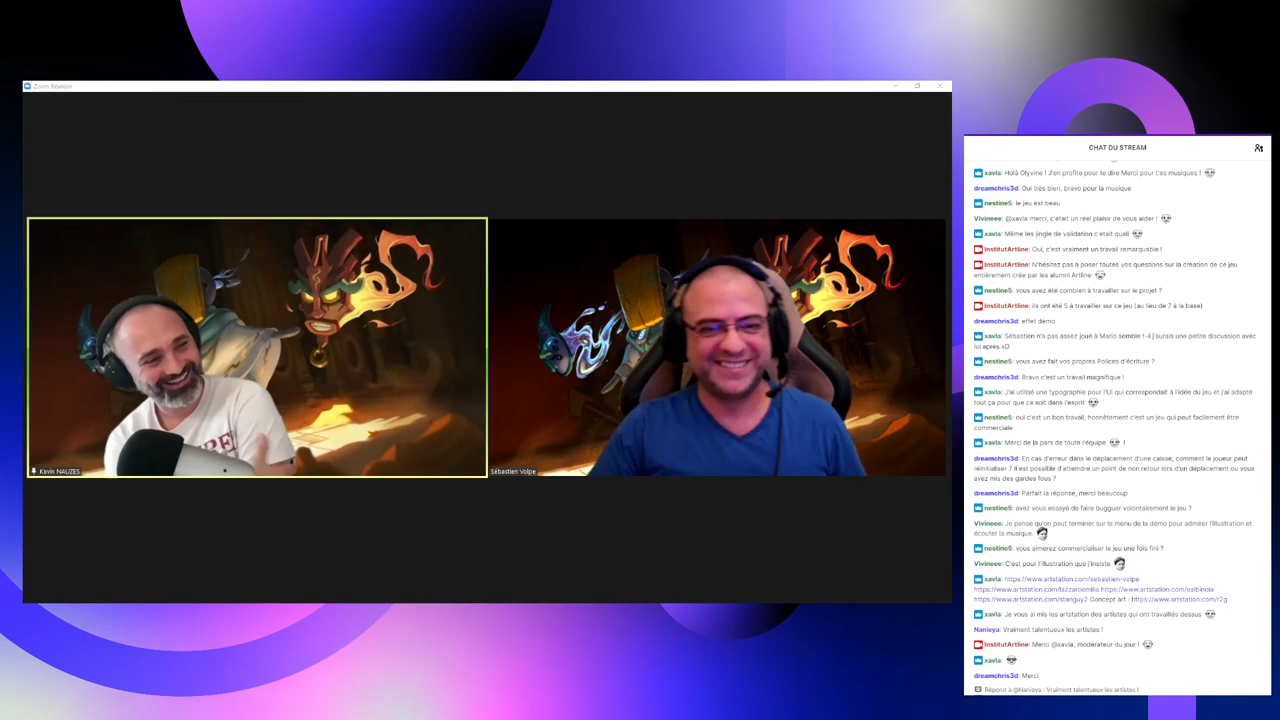 Zoom Réunion
Kevin NAUZES
Sébastien Volpe
CHAT DU STREAM
xavla: Holà Olyvine ! J'en profite pour te dire Merci pour t'es musiques !
dreamchris3d: Oui très bien, bravo pour la musique
nestine5: le jeu est beau
Vivineee: @xavla merci, c'était un réel plaisir de vous aider !
xavla: Même les jingle de validation c'etait quali
InstitutArtline: Oui, c'est vraiment un travail remarquable !
InstitutArtline: N'hésitez pas à poser toutes vos questions sur la création de ce jeu
entièrement crée par les alumni Artline
nestine5: vous avez été combien à travailler sur le projet ?
InstitutArtline: ils ont été 5 à travailler sur ce jeu (au lieu de 7 à la base)
dreamchris3d: effet démo
xavla: Sébastien n'a pas assez joué à Mario semble t-il j'aurais une petite discussion avec
lui après xD
nestine5: vous avez fait vos propres Polices d'écriture ?
dreamchris3d: Bravo c'est un travail magnifique !
xavla: J'ai utilisé une typographie pour l'UI qui correspondait à l'idée du jeu et j'ai adapté
tout ça pour que ca soit dans l'esprit
nestine5: oui c'est un bon travail, honnêtement c'est un jeu qui peut facilement être
commerciale
xavla: Merci de la pars de toute l'équipe !
dreamchris3d: En cas d'erreur dans le déplacement d'une caisse, comment le joueur peut
réinitialiser ? Il est possible d'atteindre un point de non retour lors d'un déplacement ou vous
avez mis des gardes fous ?
dreamchris3d: Parfait la réponse, merci beaucoup
nestine5: avez vous essayé de faire bugguer volontairement le jeu ?
Vivineee: Je pense qu'on peut terminer sur le menu de la démo pour admirer l'illustration et
écouter la musique.
nestine5: vous aimerez commercialiser le jeu une fois fini ?
Vivineee: C'est pour l'illustration que j'insiste
xavla: https://www.artstation.com/sebastien-volpe
https://www.artstation.com/lazzaroemilia https://www.artstation.com/ealbinola
https://www.artstation.com/stanguy2 Concept art : https://www.artstation.com/r2g
xavla: Je vous ai mis les artstation des artistes qui ont travaillés dessus
Nanieya: Vraiment talentueux les artistes !
InstitutArtline: Merci @xavla, modérateur du jour !
xavla:
dreamchris3d: Merci
Répond à @Nanieya : Vraiment talentueux les artistes !